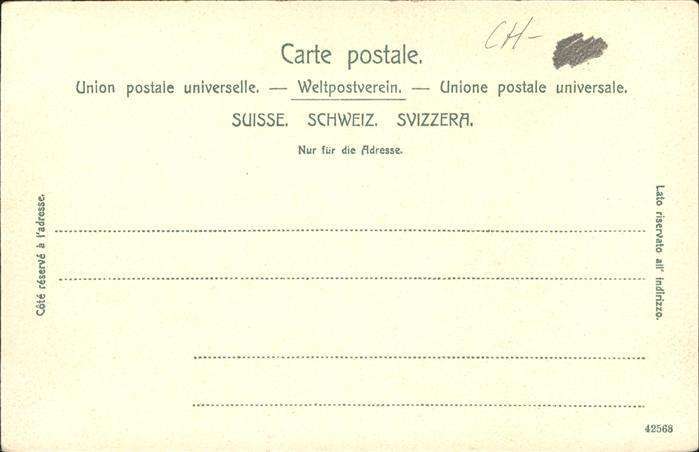 CH-
Carte postale.
Union postale universelle. — Weltpostverein. — Unione postale universale.
SUISSE. SCHWEIZ. SVIZZERA.
Nur für die Adresse.
Côté réservé à l'adresse.
Lato riservato all' indirizzo.
42568